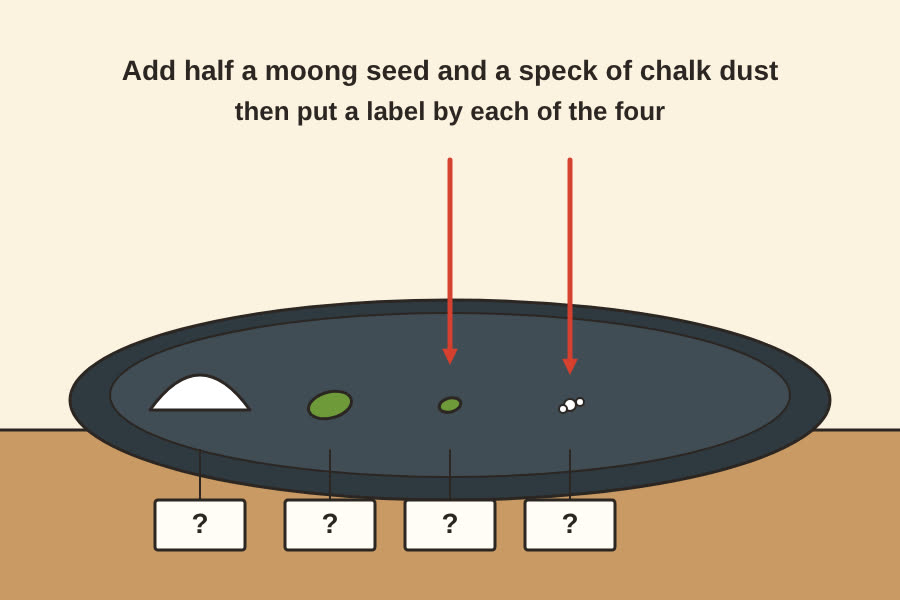 Add half a moong seed and a speck of chalk dust
then put a label by each of the four
? ? ? ?